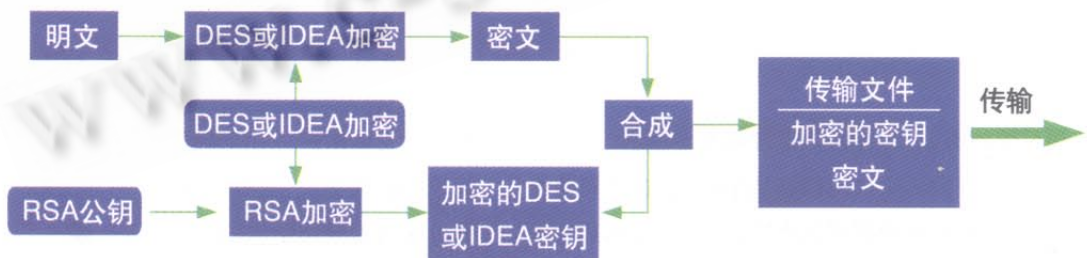 明文
DES或IDEA加密
密文
DES或IDEA加密
合成
传输文件
加密的密钥
密文
传输
RSA公钥
RSA加密
加密的DES
或IDEA密钥